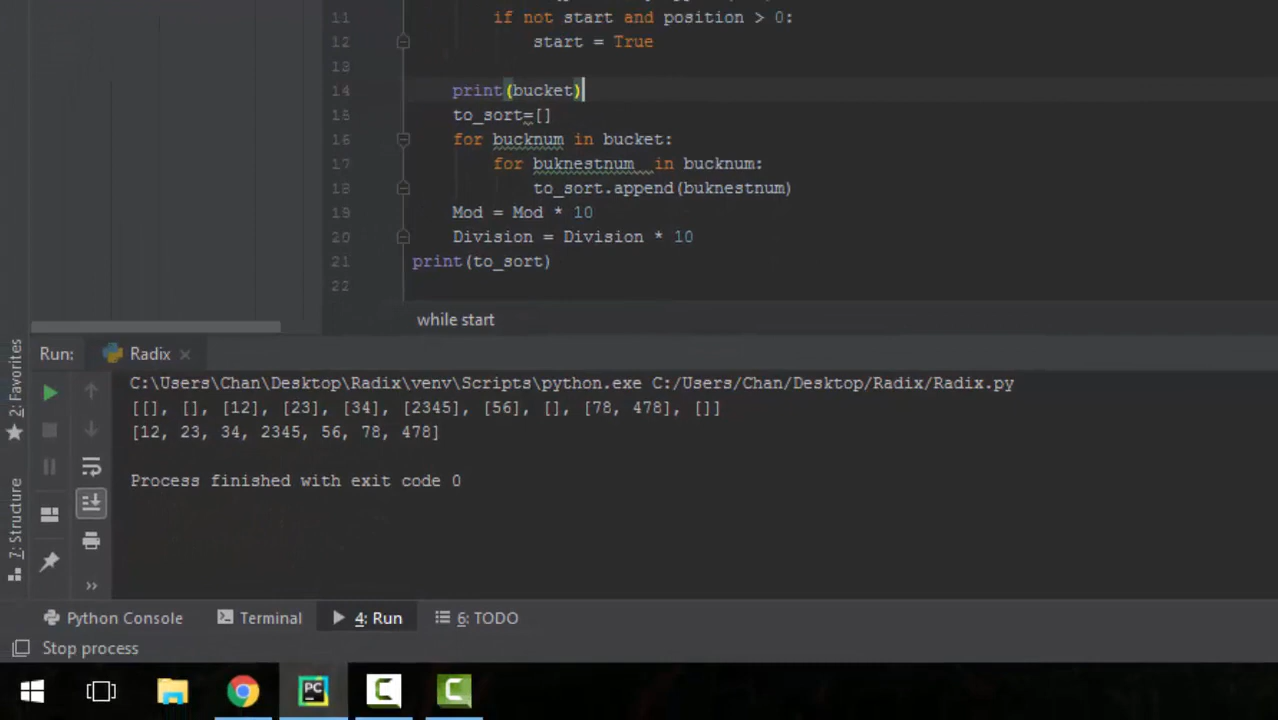 11 if not start and position > 0:
12 start = True
13
14 print(bucket)
15 to_sort=[]
16 for bucknum in bucket:
17 for buknestnum in bucknum:
18 to_sort.append(buknestnum)
19 Mod = Mod * 10
20 Division = Division * 10
21 print(to_sort)
22
while start
Run: Radix
C:\Users\Chan\Desktop\Radix\venv\Scripts\python.exe C:/Users/Chan/Desktop/Radix/Radix.py
[[], [], [12], [23], [34], [2345], [56], [], [78, 478], []]
[12, 23, 34, 2345, 56, 78, 478]
Process finished with exit code 0
2: Favorites
7: Structure
>>
Python Console Terminal 4: Run 6: TODO
Stop process
PC C C